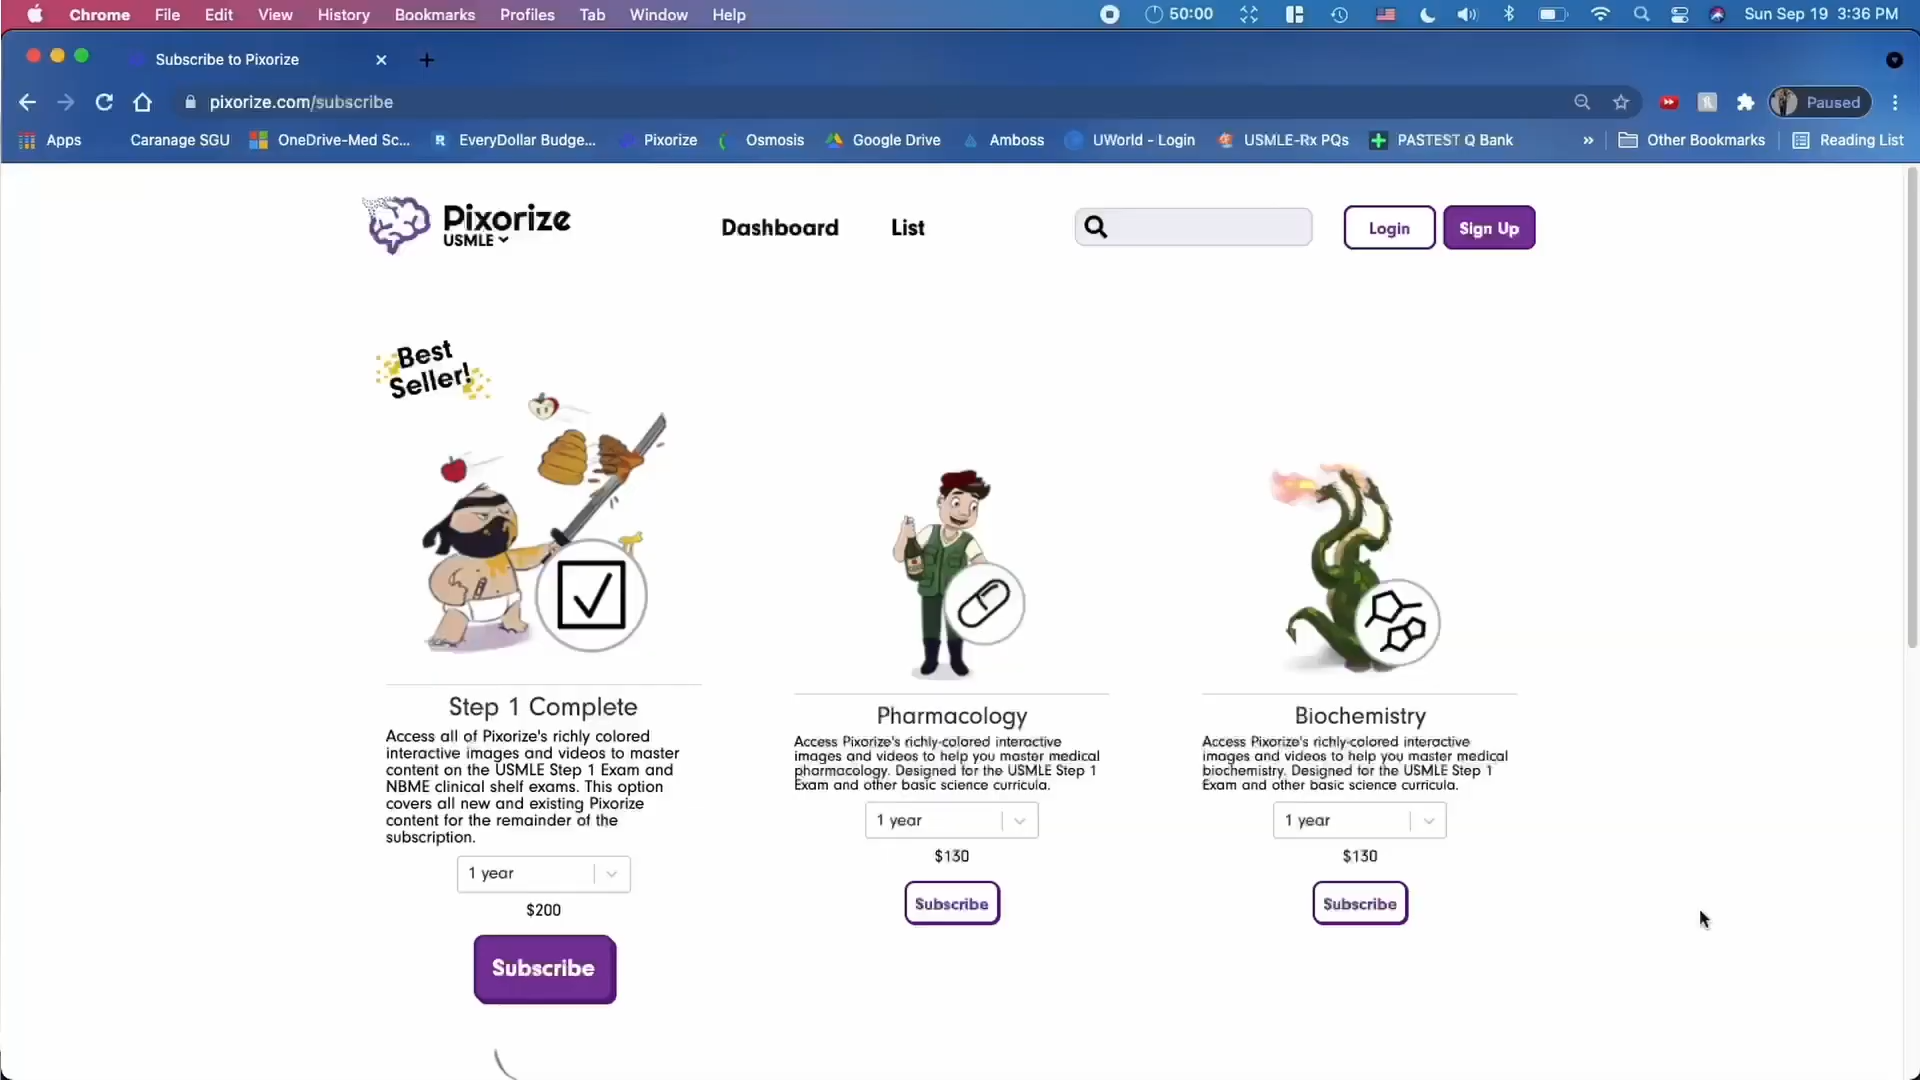 Chrome File Edit View History Bookmarks Profiles Tab Window Help 50:00 Sun Sep 19 3:36 PM
Subscribe to Pixorize
pixorize.com/subscribe Paused
Apps Caranage SGU OneDrive-Med Sc... R EveryDollar Budge... Pixorize Osmosis Google Drive Amboss UWorld - Login USMLE-Rx PQs PASTEST Q Bank » Other Bookmarks Reading List
Pixorize
USMLE
Dashboard List Login Sign Up
Best
Seller!
Step 1 Complete
Access all of Pixorize's richly colored
interactive images and videos to master
content on the USMLE Step 1 Exam and
NBME clinical shelf exams. This option
covers all new and existing Pixorize
content for the remainder of the
subscription.
1 year
$200
Subscribe
Pharmacology
Access Pixorize's richly-colored interactive
images and videos to help you master medical
pharmacology. Designed for the USMLE Step 1
Exam and other basic science curricula.
1 year
$130
Subscribe
Biochemistry
Access Pixorize's richly-colored interactive
images and videos to help you master medical
biochemistry. Designed for the USMLE Step 1
Exam and other basic science curricula.
1 year
$130
Subscribe